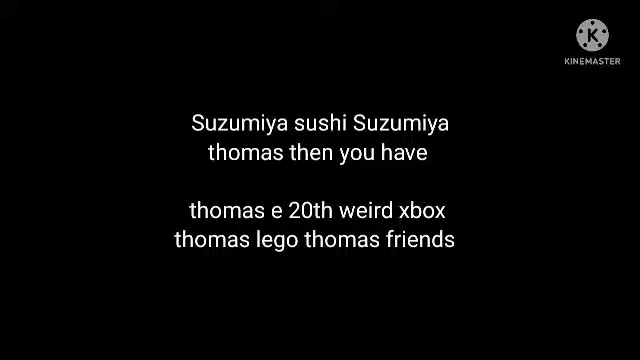 KINEMASTER
Suzumiya sushi Suzumiya
thomas then you have
thomas e 20th weird xbox
thomas lego thomas friends